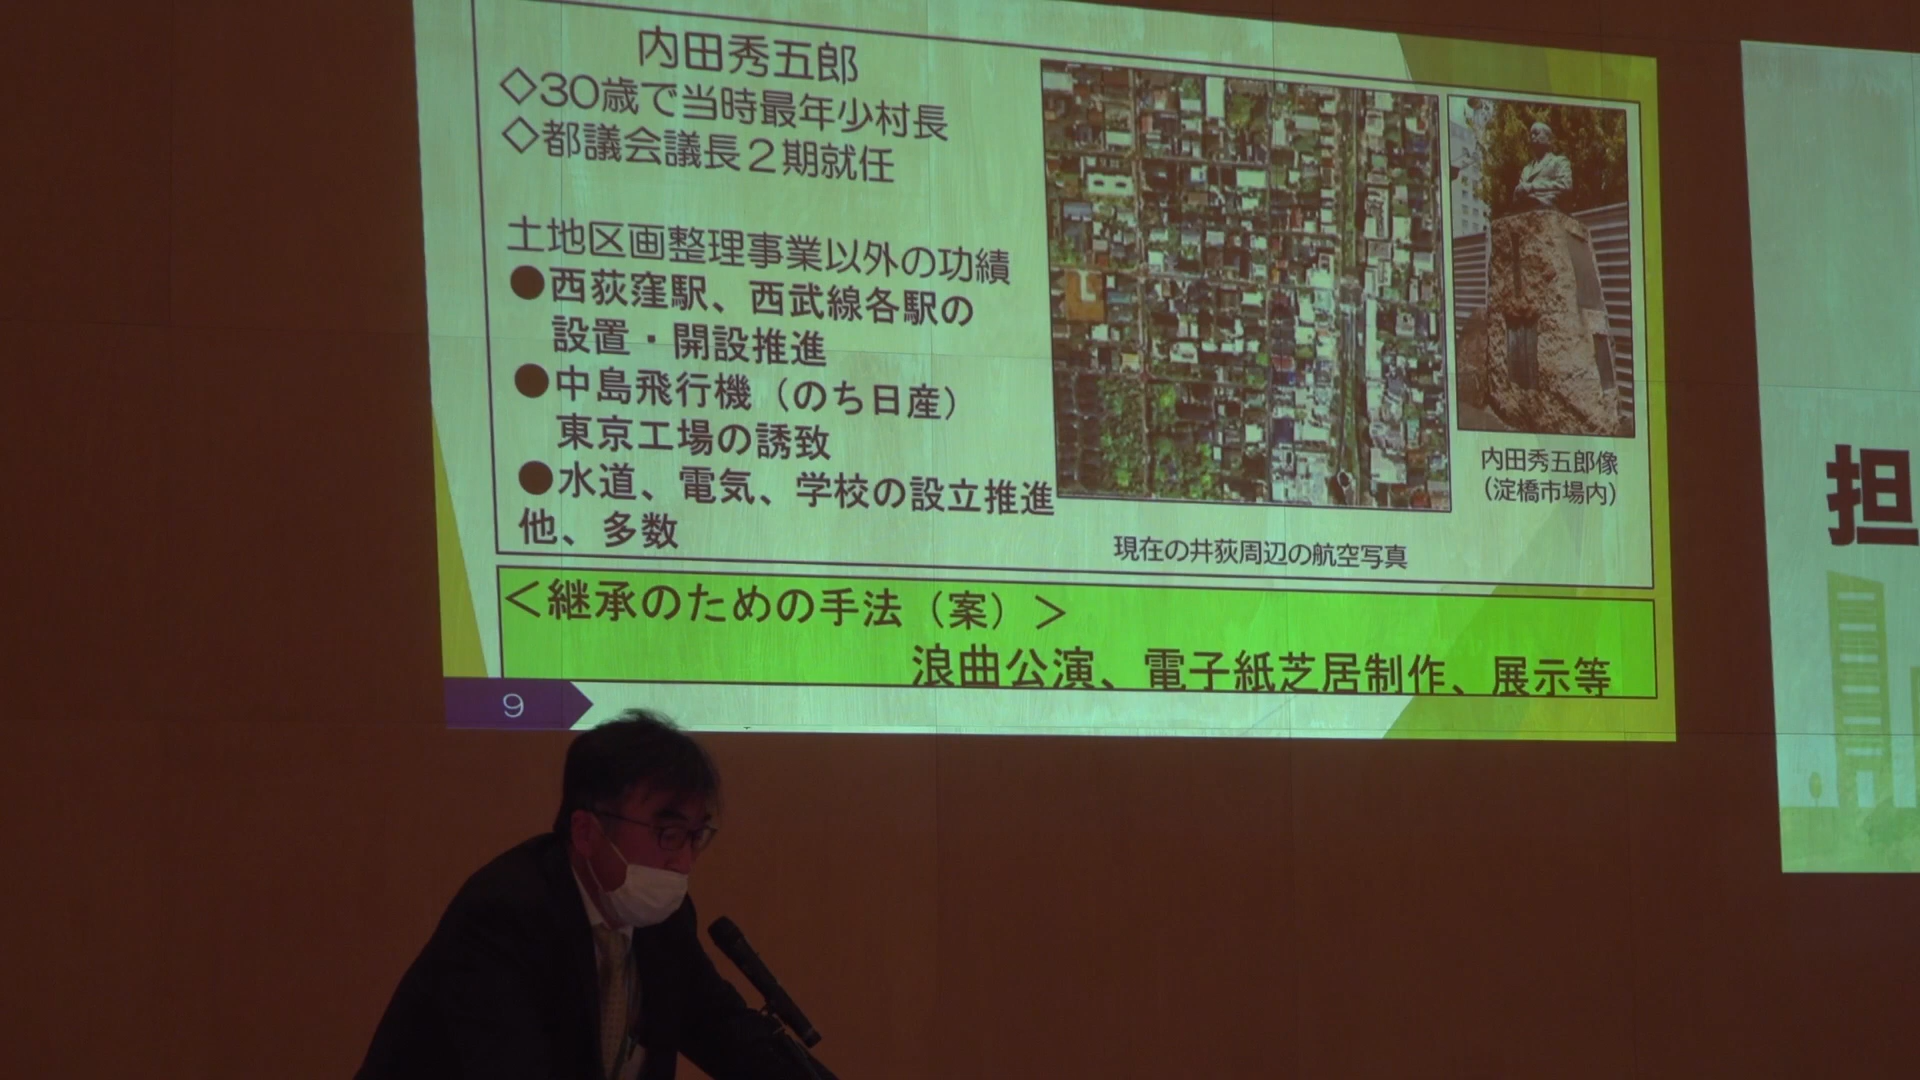 内田秀五郎
◇30歳で当時最年少村長
◇都議会議長2期就任
土地区画整理事業以外の功績
●西荻窪駅、西武線各駅の
設置・開設推進
●中島飛行機（のち日産）
東京工場の誘致
●水道、電気、学校の設立推進
他、多数
内田秀五郎像
（淀橋市場内）
現在の井荻周辺の航空写真
＜継承のための手法（案）＞
浪曲公演、電子紙芝居制作、展示等
9
担